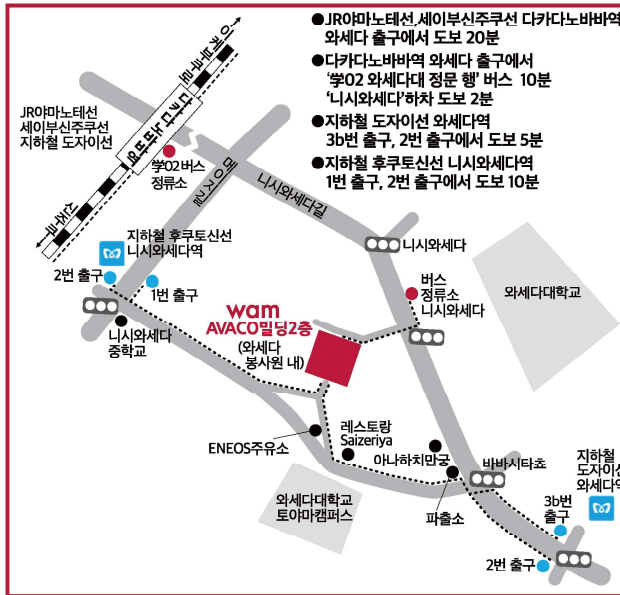 ●JR야마노테선,세이부신주쿠선 다카다노바바역
와세다 출구에서 도보 20분
●다카다노바바역 와세다 출구에서
‘学02 와세다대 정문 행’ 버스 10분
‘니시와세다’하차 도보 2분
●지하철 도자이선 와세다역
3b번 출구, 2번 출구에서 도보 5분
●지하철 후쿠토신선 니시와세다역
1번 출구, 2번 출구에서 도보 10분
이케부쿠로
다카다노바바역
JR야마노테선
세이부신주쿠선
지하철 도자이선
신주쿠
学02 버스
정류소
메이지길
니시와세다길
니시와세다
지하철 후쿠토신선
니시와세다역
2번 출구
1번 출구
버스
정류소
니시와세다
와세다대학교
니시와세다
중학교
wam
AVACO빌딩2층
(와세다
봉사원 내)
ENEOS주유소
레스토랑
Saizeriya
아나하치만궁
바바시타쵸
지하철
도자이선
와세다역
와세다대학교
토야마캠퍼스
파출소
3b번
출구
2번 출구